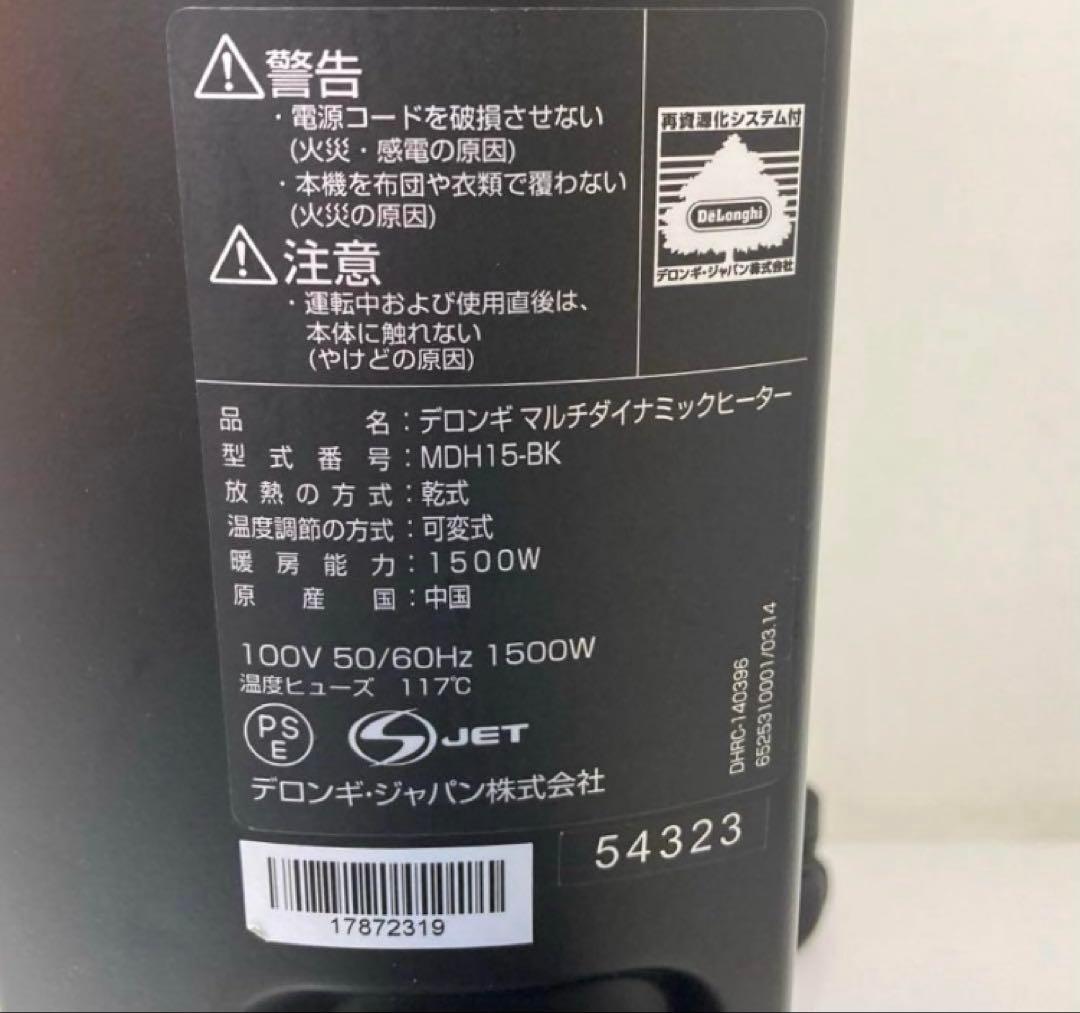 警告
・電源コードを破損させない
(火災・感電の原因)
・本機を布団や衣類で覆わない
(火災の原因)
注意
・運転中および使用直後は、
本体に触れない
(やけどの原因)
再資源化システム付
DeLonghi
デロンギ・ジャパン株式会社
品名：デロンギ マルチダイナミックヒーター
型式番号：MDH15-BK
放熱の方式：乾式
温度調節の方式：可変式
暖房能力：1500W
原産国：中国
100V 50/60Hz 1500W
温度ヒューズ 117℃
PSE
JET
デロンギ・ジャパン株式会社
DHRC-140396
6525310001/03.14
54323
17872319